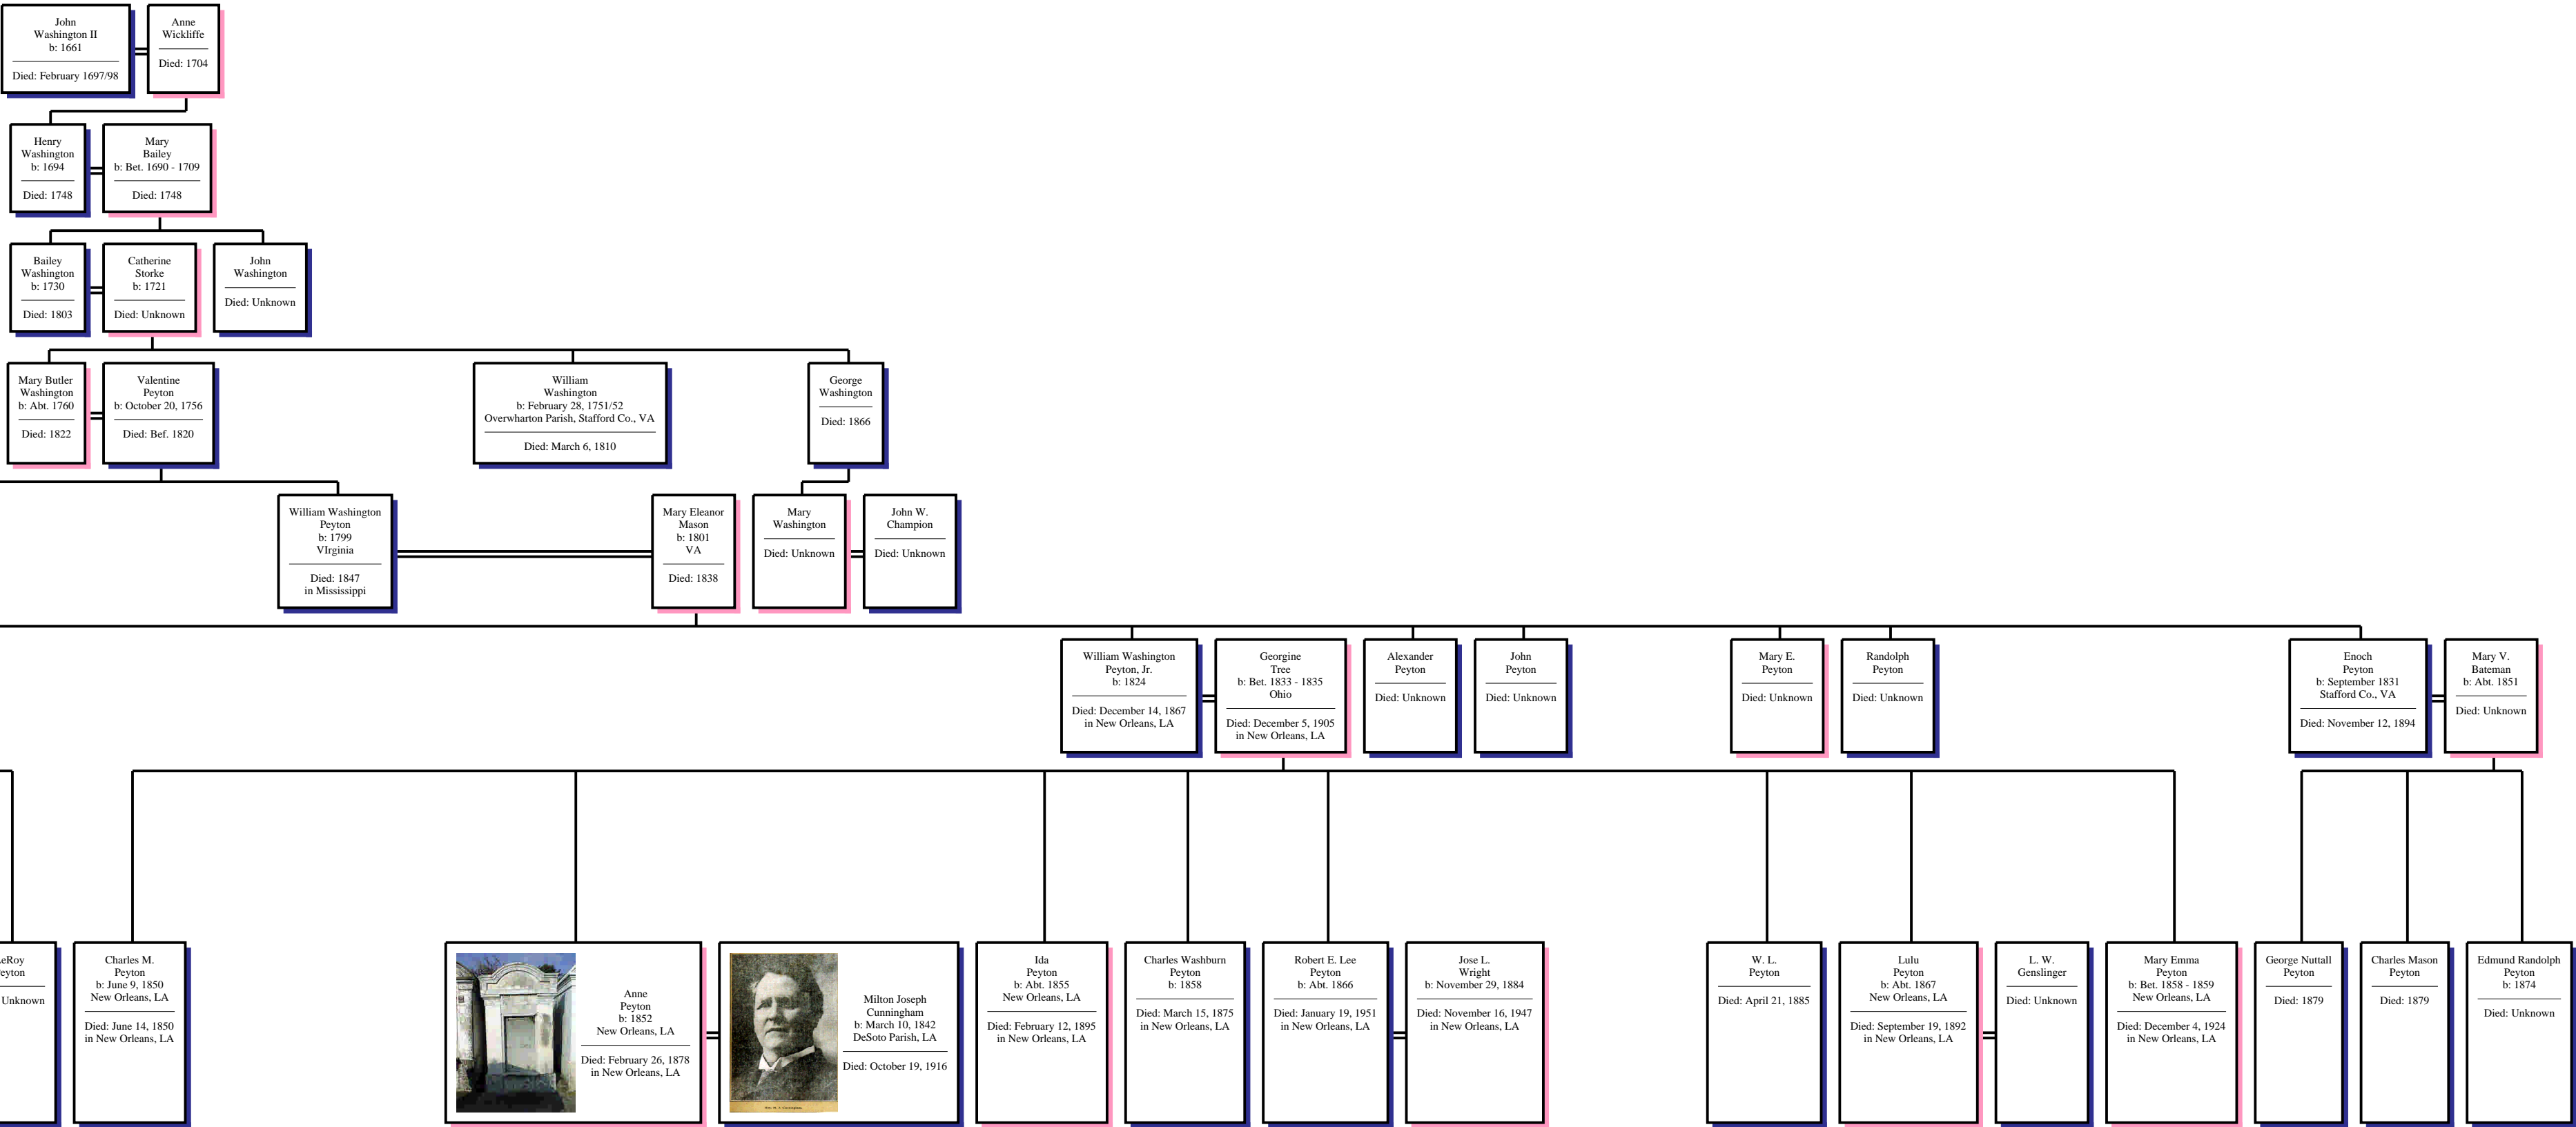 John
Washington II
b: 1661
Died: February 1697/98
Anne
Wickliffe
Died: 1704
Henry
Washington
b: 1694
Died: 1748
Mary
Bailey
b: Bet. 1690 - 1709
Died: 1748
Bailey
Washington
b: 1730
Died: 1803
Catherine
Storke
b: 1721
Died: Unknown
John
Washington
Died: Unknown
Mary Butler
Washington
b: Abt. 1760
Died: 1822
Valentine
Peyton
b: October 20, 1756
Died: Bef. 1820
William
Washington
b: February 28, 1751/52
Overwharton Parish, Stafford Co., VA
Died: March 6, 1810
George
Washington
Died: 1866
William Washington
Peyton
b: 1799
VIrginia
Died: 1847
in Mississippi
Mary Eleanor
Mason
b: 1801
VA
Died: 1838
Mary
Washington
Died: Unknown
John W.
Champion
Died: Unknown
William Washington
Peyton, Jr.
b: 1824
Died: December 14, 1867
in New Orleans, LA
Georgine
Tree
b: Bet. 1833 - 1835
Ohio
Died: December 5, 1905
in New Orleans, LA
Alexander
Peyton
Died: Unknown
John
Peyton
Died: Unknown
Mary E.
Peyton
Died: Unknown
Randolph
Peyton
Died: Unknown
Enoch
Peyton
b: September 1831
Stafford Co., VA
Died: November 12, 1894
Mary V.
Bateman
b: Abt. 1851
Died: Unknown
eRoy
eyton
Unknown
Charles M.
Peyton
b: June 9, 1850
New Orleans, LA
Died: June 14, 1850
in New Orleans, LA
Anne
Peyton
b: 1852
New Orleans, LA
Died: February 26, 1878
in New Orleans, LA
Milton Joseph
Cunningham
b: March 10, 1842
DeSoto Parish, LA
Died: October 19, 1916
Ida
Peyton
b: Abt. 1855
New Orleans, LA
Died: February 12, 1895
in New Orleans, LA
Charles Washburn
Peyton
b: 1858
Died: March 15, 1875
in New Orleans, LA
Robert E. Lee
Peyton
b: Abt. 1866
Died: January 19, 1951
in New Orleans, LA
Jose L.
Wright
b: November 29, 1884
Died: November 16, 1947
in New Orleans, LA
W. L.
Peyton
Died: April 21, 1885
Lulu
Peyton
b: Abt. 1867
New Orleans, LA
Died: September 19, 1892
in New Orleans, LA
L. W.
Genslinger
Died: Unknown
Mary Emma
Peyton
b: Bet. 1858 - 1859
New Orleans, LA
Died: December 4, 1924
in New Orleans, LA
George Nuttall
Peyton
Died: 1879
Charles Mason
Peyton
Died: 1879
Edmund Randolph
Peyton
b: 1874
Died: Unknown